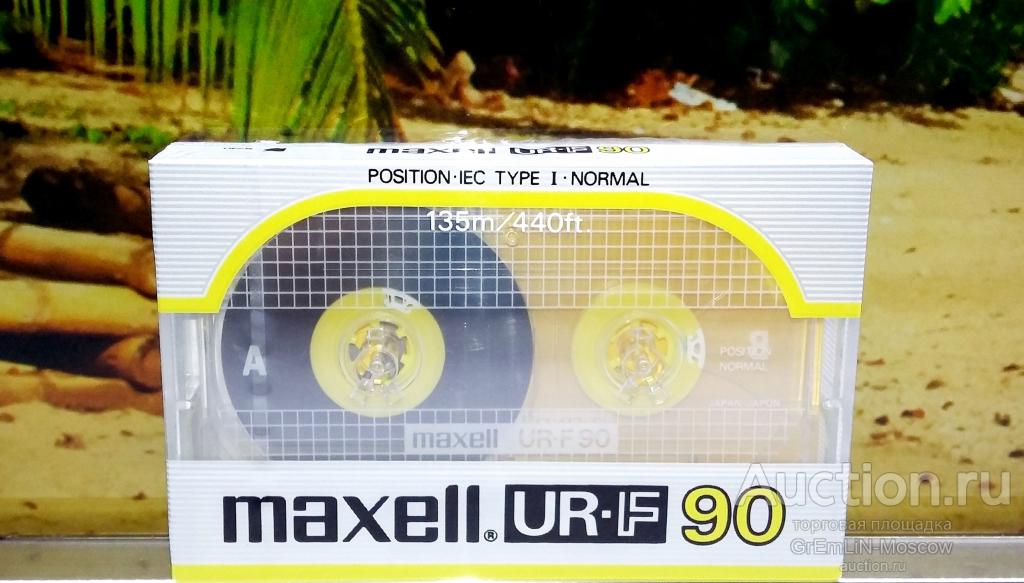 maxell UR-F 90
POSITION·IEC TYPE I·NORMAL
135m/440ft.
A
B
POSITION
NORMAL
JAPAN JAPON
maxell UR-F 90
maxell® UR-F 90
Auction.ru
торговая площадка
GrEmLiN-Moscow
auction.ru